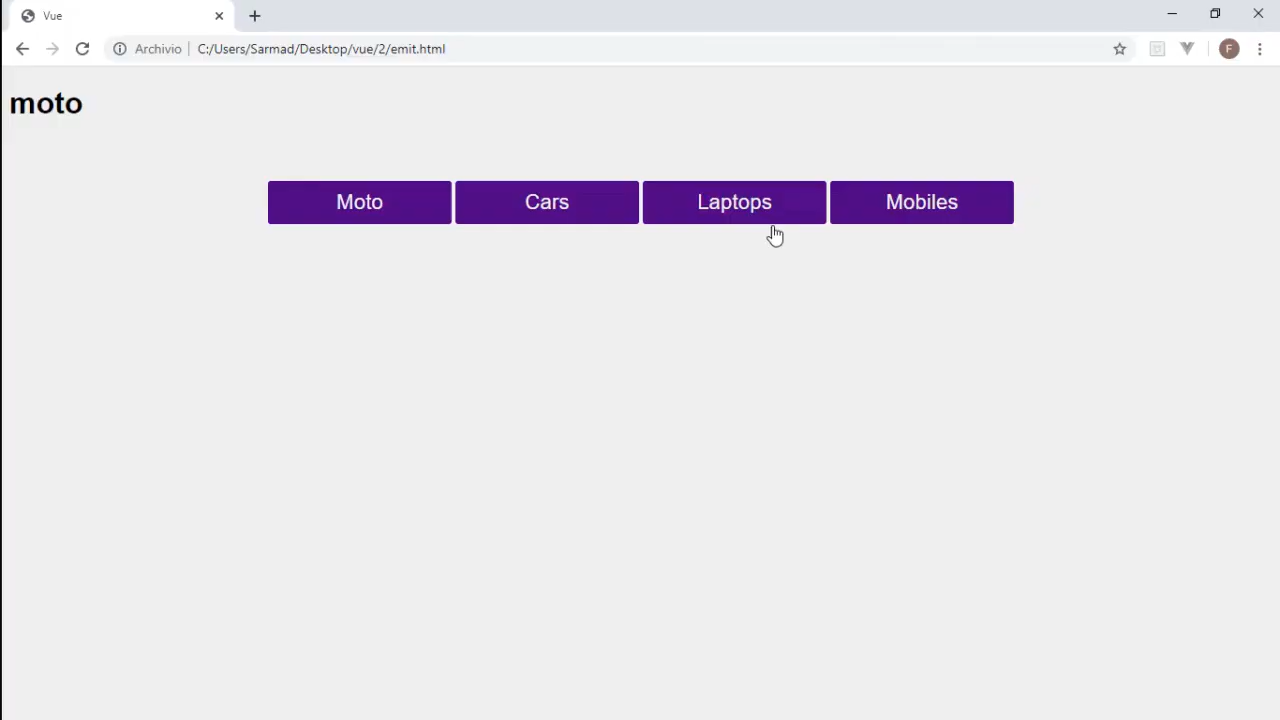 Vue
Archivio C:/Users/Sarmad/Desktop/vue/2/emit.html
F
moto
Moto Cars Laptops Mobiles